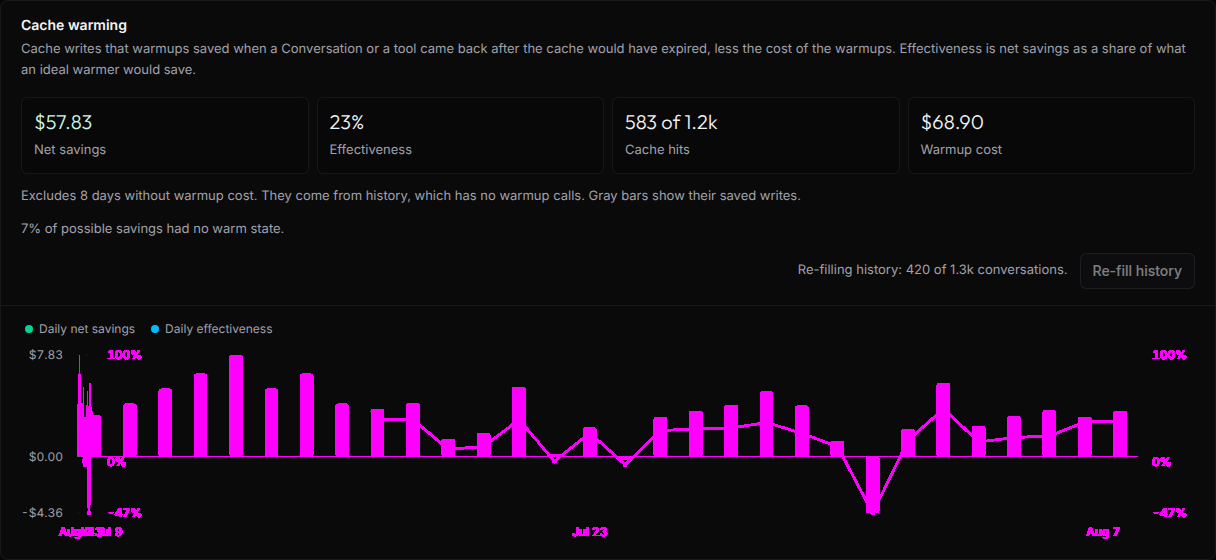 Cache warming
Cache writes that warmups saved when a Conversation or a tool came back after the cache would have expired, less the cost of the warmups. Effectiveness is net savings as a share of what
an ideal warmer would save.
$57.83
Net savings
23%
Effectiveness
583 of 1.2k
Cache hits
$68.90
Warmup cost
Excludes 8 days without warmup cost. They come from history, which has no warmup calls. Gray bars show their saved writes.
7% of possible savings had no warm state.
Re-filling history: 420 of 1.3k conversations.
Re-fill history
Daily net savings
Daily effectiveness
$7.83
100%
100%
$0.00
0%
0%
-$4.36
-47%
-47%
Jul 23
Aug 7